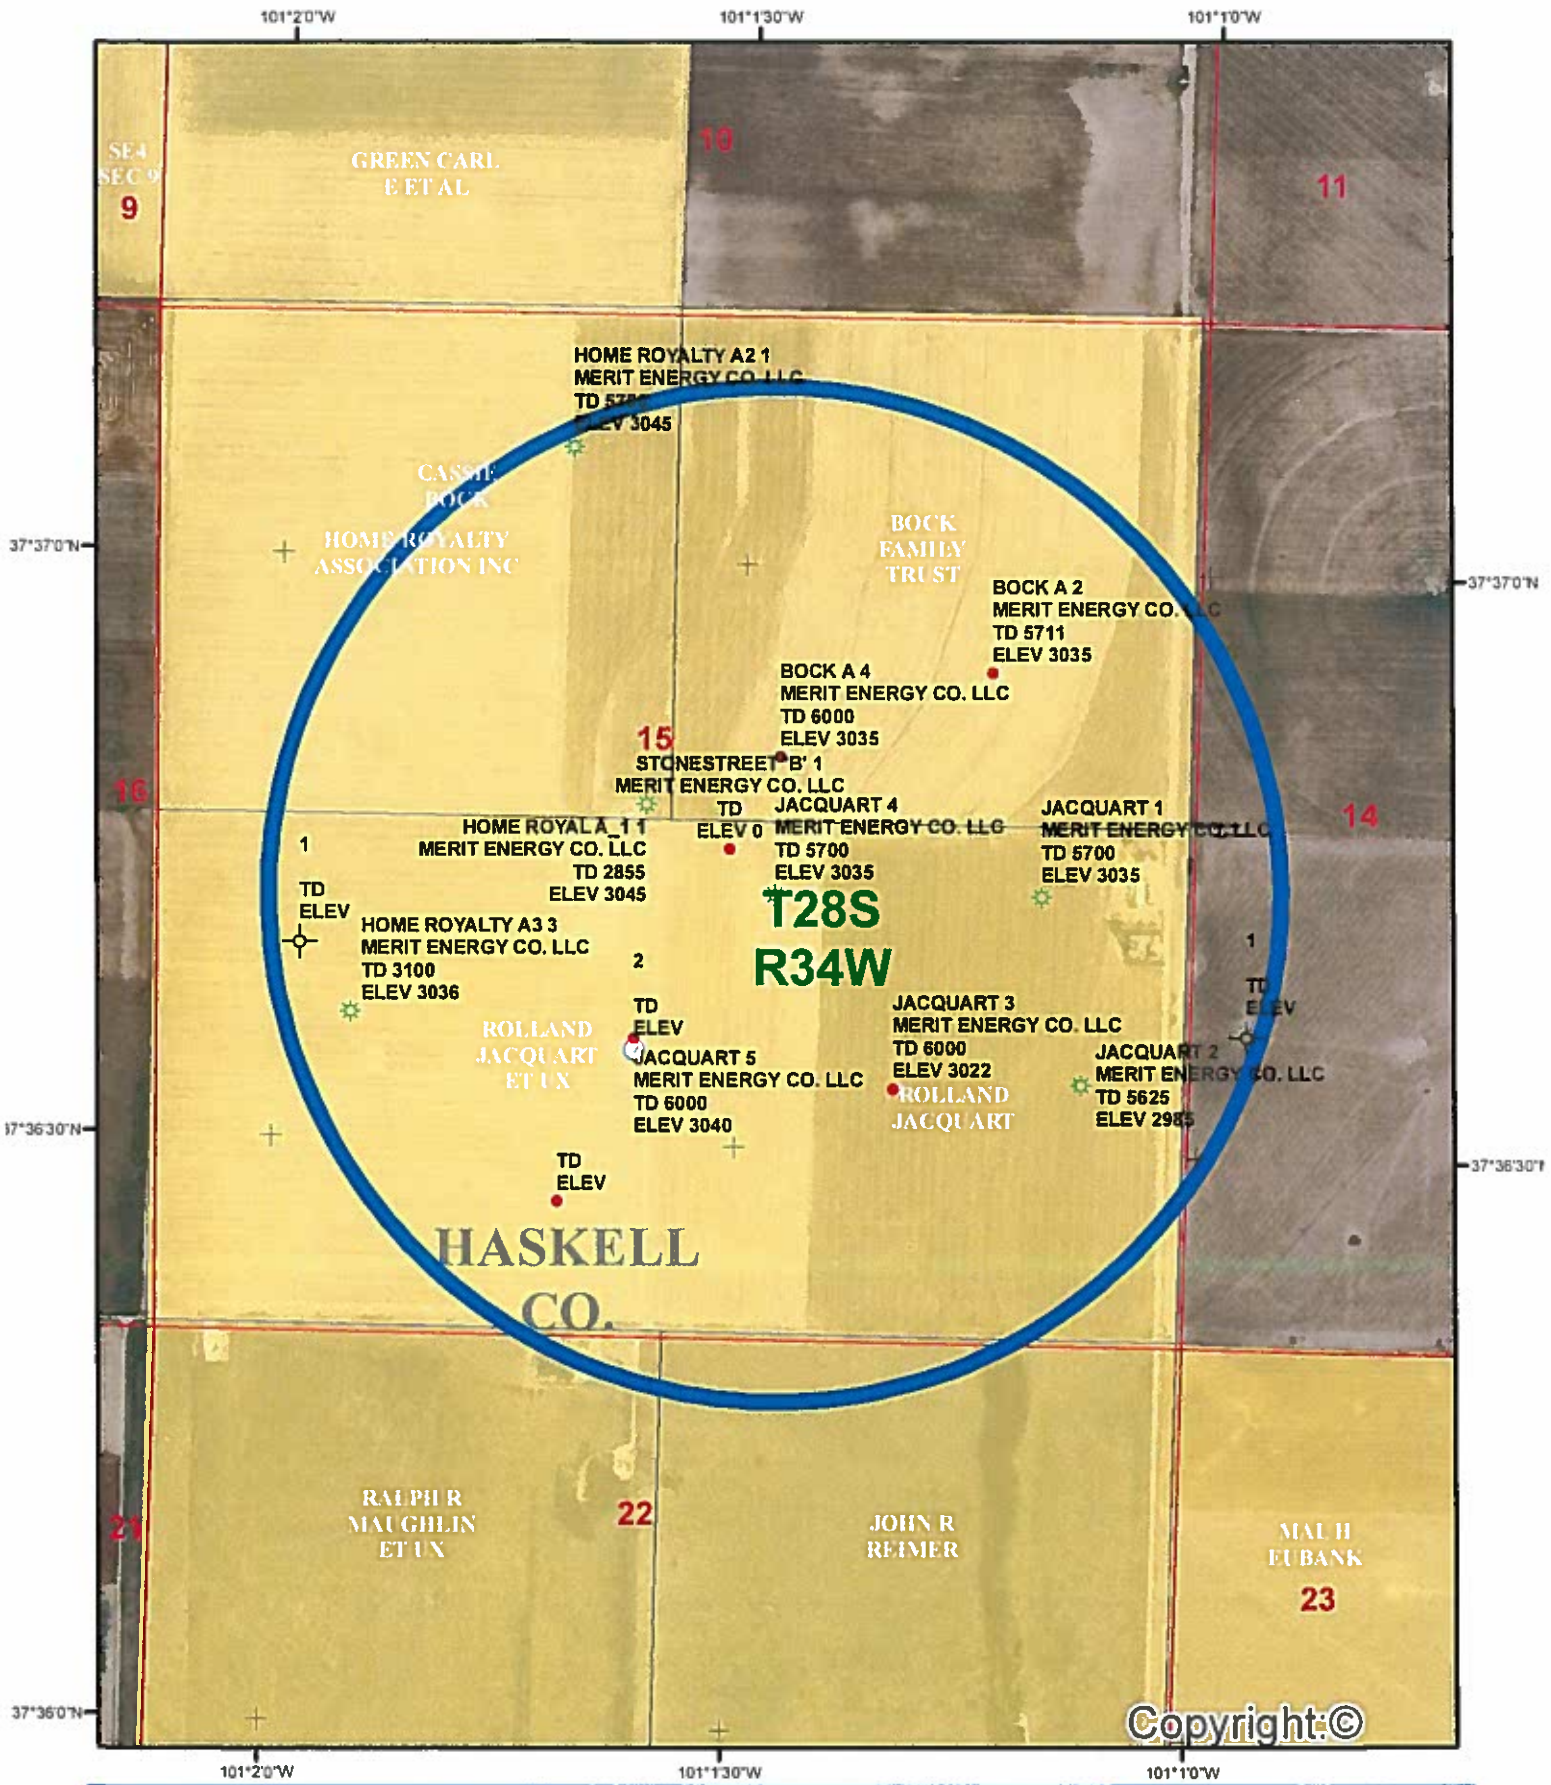 101°2'0"W
101°1'30"W
101°1'0"W
SE4
SEC 9
9
GREEN CARL
E ET AL
10
11
HOME ROYALTY A2 1
MERIT ENERGY CO. LLC
TD
ELEV 3045
CASSIE
BOCK
HOME ROYALTY
ASSOCIATION INC
BOCK
FAMILY
TRUST
37°37'0"N
37°37'0"N
BOCK A 2
MERIT ENERGY CO. LLC
TD 5711
ELEV 3035
BOCK A 4
MERIT ENERGY CO. LLC
TD 6000
ELEV 3035
15
STONESTREET 'B' 1
MERIT ENERGY CO. LLC
TD
ELEV 0
16
14
JACQUART 4
MERIT ENERGY CO. LLC
TD 5700
ELEV 3035
JACQUART 1
MERIT ENERGY CO. LLC
TD 5700
ELEV 3035
HOME ROYAL A_1 1
MERIT ENERGY CO. LLC
TD 2855
ELEV 3045
1
TD
ELEV
T28S
R34W
HOME ROYALTY A3 3
MERIT ENERGY CO. LLC
TD 3100
ELEV 3036
2
TD
ELEV
1
TD
ELEV
JACQUART 3
MERIT ENERGY CO. LLC
TD 6000
ELEV 3022
ROLLAND
JACQUART
ET UX
JACQUART 5
MERIT ENERGY CO. LLC
TD 6000
ELEV 3040
JACQUART 2
MERIT ENERGY CO. LLC
TD 5625
ELEV 2985
ROLLAND
JACQUART
37°36'30"N
37°36'30"N
TD
ELEV
HASKELL
CO.
RALPH R
MAUGHLIN
ET UX
22
21
JOHN R
REIMER
MAL H
EUBANK
23
37°36'0"N
Copyright:©
101°2'0"W
101°1'30"W
101°1'0"W